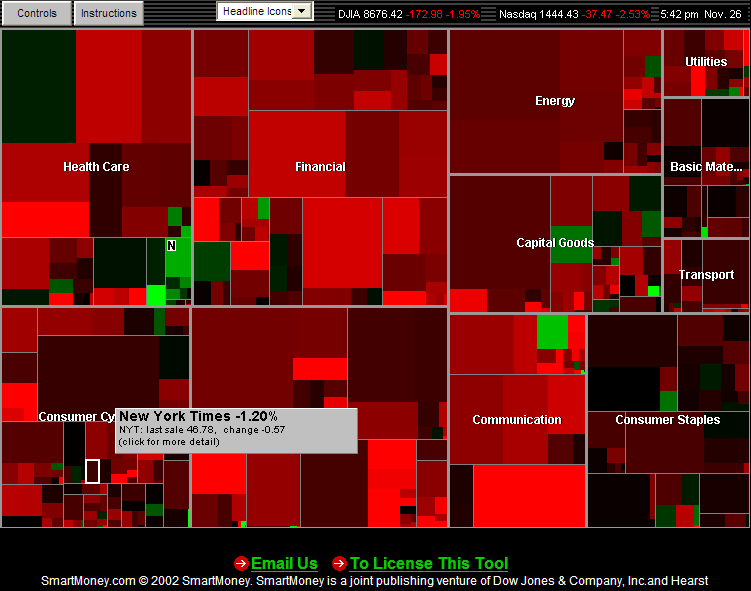 Controls
Instructions
Headline Icons
DJIA 8676.42 -172.98 -1.95%
Nasdaq 1444.43 -37.47 -2.53%
5:42 pm Nov. 26
Utilities
Energy
Health Care
Financial
Basic Mate...
N
Capital Goods
Transport
Consumer Cy
New York Times -1.20%
NYT: last sale 46.78, change -0.57
(click for more detail)
Communication
Consumer Staples
Email Us
To License This Tool
SmartMoney.com © 2002 SmartMoney. SmartMoney is a joint publishing venture of Dow Jones & Company, Inc.and Hearst